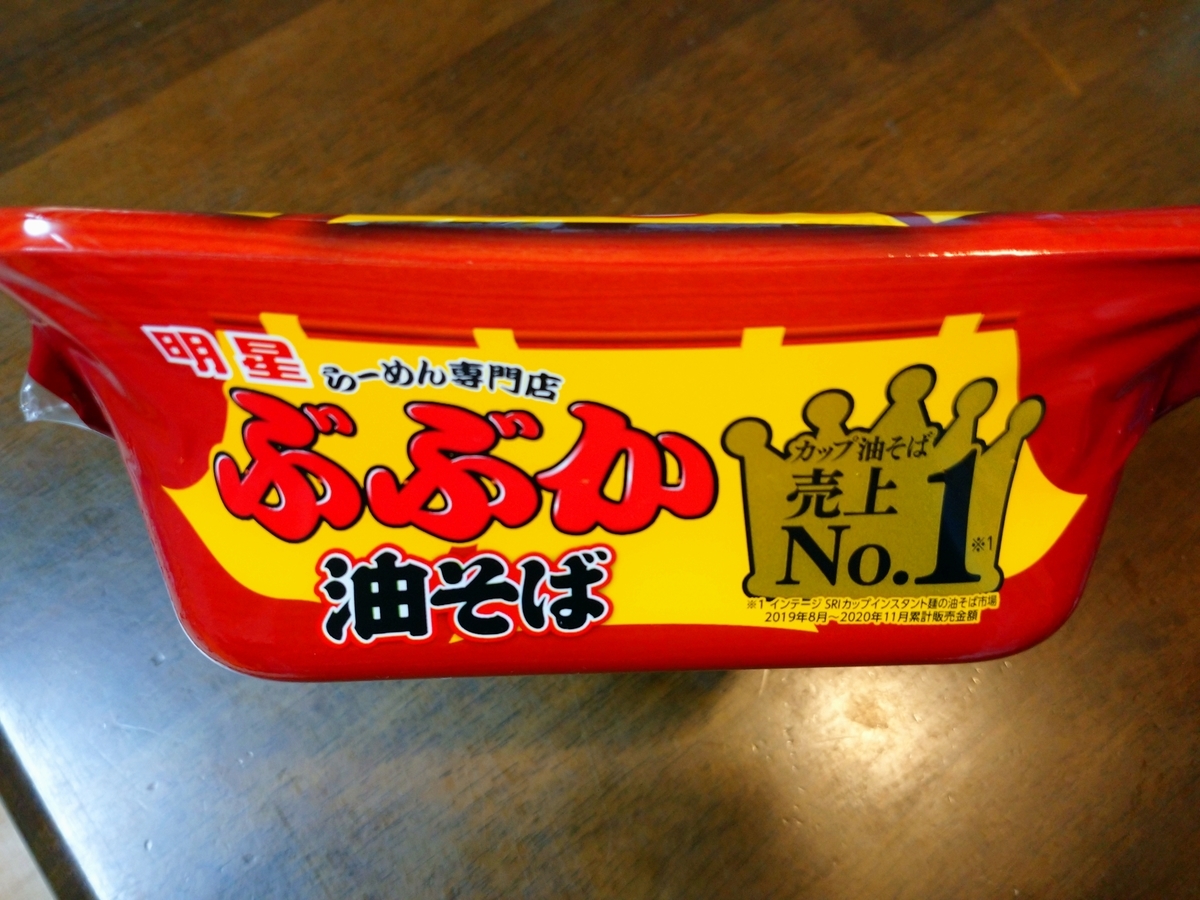 明星
らーめん専門店
ぶぶか
油そば
カップ油そば
売上
No.1
※1
※1 インテージ SRIカップインスタント麺の油そば市場
2019年8月～2020年11月累計販売金額